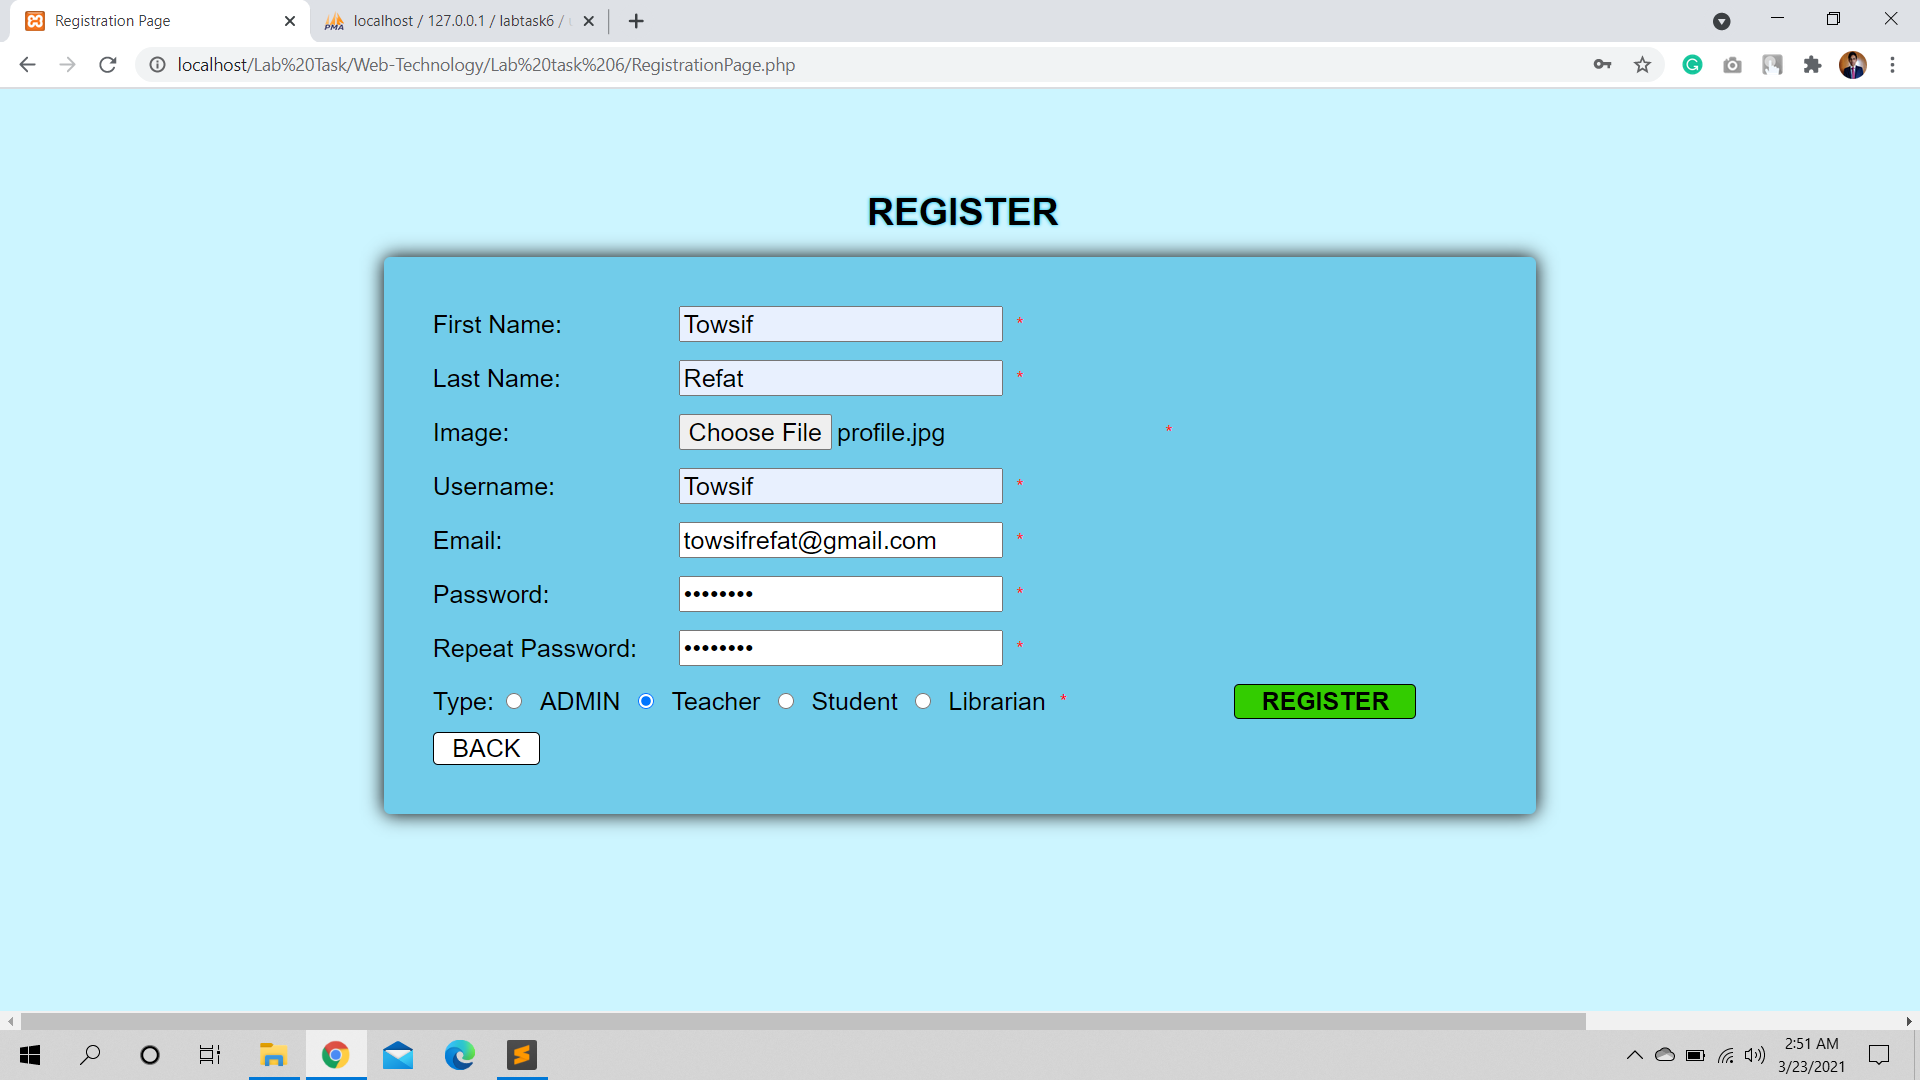 Registration Page
localhost / 127.0.0.1 / labtask6 /
localhost/Lab%20Task/Web-Technology/Lab%20task%206/RegistrationPage.php
REGISTER
First Name: Towsif *
Last Name: Refat *
Image: Choose File profile.jpg *
Username: Towsif *
Email: towsifrefat@gmail.com *
Password: •••••••• *
Repeat Password: •••••••• *
Type: ADMIN Teacher Student Librarian * REGISTER
BACK
2:51 AM
3/23/2021